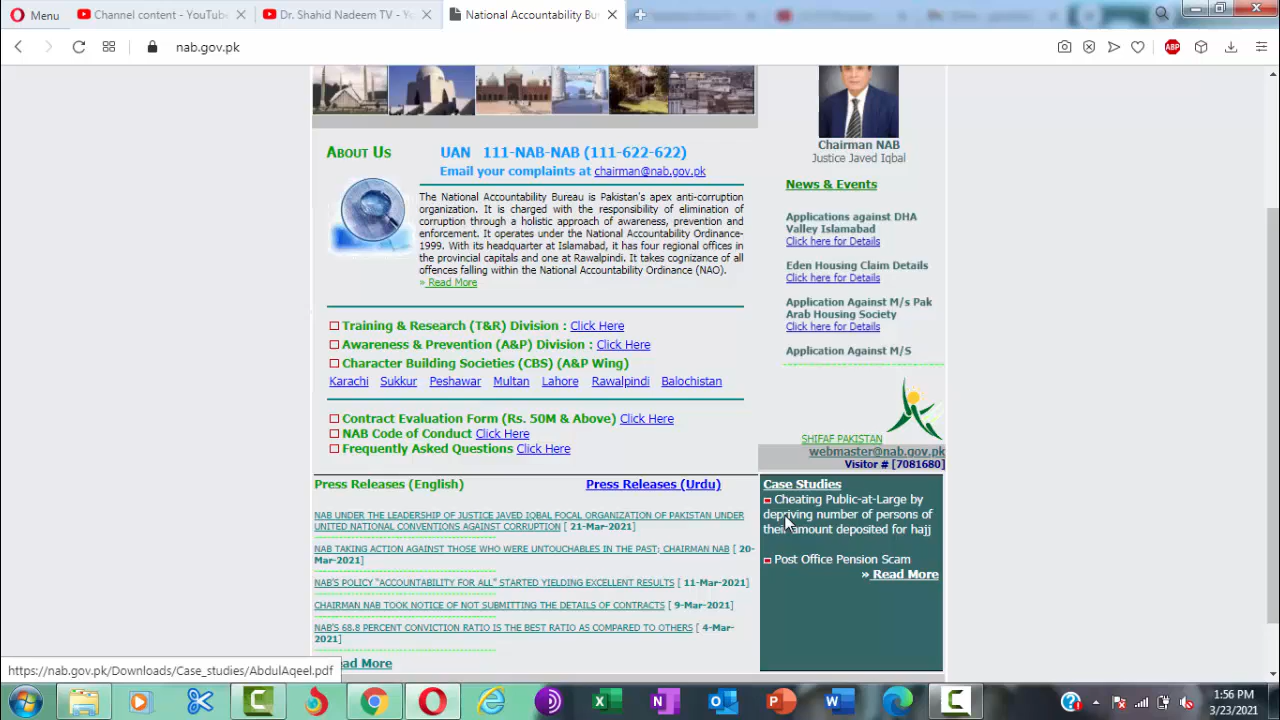 Menu
Channel content - YouTube
Dr. Shahid Nadeem TV - Yo
National Accountability Bu
nab.gov.pk
ABP
ABOUT US
UAN 111-NAB-NAB (111-622-622)
Email your complaints at chairman@nab.gov.pk
The National Accountability Bureau is Pakistan's apex anti-corruption
organization. It is charged with the responsibility of elimination of
corruption through a holistic approach of awareness, prevention and
enforcement. It operates under the National Accountability Ordinance-
1999. With its headquarter at Islamabad, it has four regional offices in
the provincial capitals and one at Rawalpindi. It takes cognizance of all
offences falling within the National Accountability Ordinance (NAO).
» Read More
Training & Research (T&R) Division : Click Here
Awareness & Prevention (A&P) Division : Click Here
Character Building Societies (CBS) (A&P Wing)
Karachi Sukkur Peshawar Multan Lahore Rawalpindi Balochistan
Contract Evaluation Form (Rs. 50M & Above) Click Here
NAB Code of Conduct Click Here
Frequently Asked Questions Click Here
Chairman NAB
Justice Javed Iqbal
News & Events
Applications against DHA
Valley Islamabad
Click here for Details
Eden Housing Claim Details
Click here for Details
Application Against M/s Pak
Arab Housing Society
Click here for Details
Application Against M/S
SHIFAF PAKISTAN
webmaster@nab.gov.pk
Visitor # [7081680]
Press Releases (English) Press Releases (Urdu)
NAB UNDER THE LEADERSHIP OF JUSTICE JAVED IQBAL FOCAL ORGANIZATION OF PAKISTAN UNDER
UNITED NATIONAL CONVENTIONS AGAINST CORRUPTION [ 21-Mar-2021]
NAB TAKING ACTION AGAINST THOSE WHO WERE UNTOUCHABLES IN THE PAST; CHAIRMAN NAB [ 20-
Mar-2021]
NAB'S POLICY "ACCOUNTABILITY FOR ALL" STARTED YIELDING EXCELLENT RESULTS [ 11-Mar-2021]
CHAIRMAN NAB TOOK NOTICE OF NOT SUBMITTING THE DETAILS OF CONTRACTS [ 9-Mar-2021]
NAB'S 68.8 PERCENT CONVICTION RATIO IS THE BEST RATIO AS COMPARED TO OTHERS [ 4-Mar-
2021]
ead More
Case Studies
Cheating Public-at-Large by
depriving number of persons of
their amount deposited for hajj
Post Office Pension Scam
» Read More
https://nab.gov.pk/Downloads/Case_studies/AbdulAqeel.pdf
1:56 PM
3/23/2021